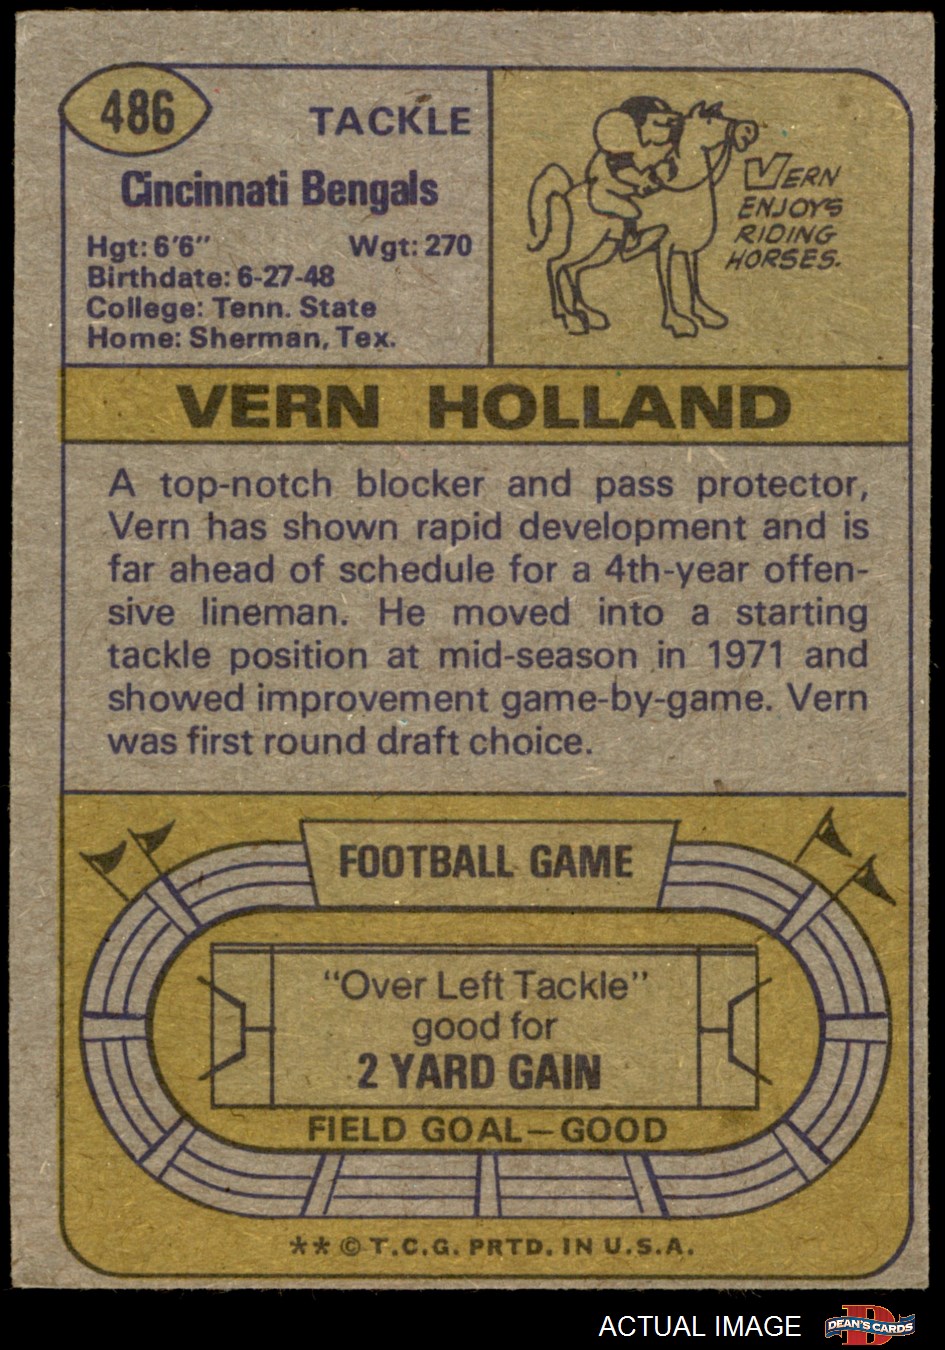 486
TACKLE
Cincinnati Bengals
Hgt: 6'6" Wgt: 270
Birthdate: 6-27-48
College: Tenn. State
Home: Sherman, Tex.
VERN
ENJOYS
RIDING
HORSES.
VERN HOLLAND
A top-notch blocker and pass protector,
Vern has shown rapid development and is
far ahead of schedule for a 4th-year offen-
sive lineman. He moved into a starting
tackle position at mid-season in 1971 and
showed improvement game-by-game. Vern
was first round draft choice.
FOOTBALL GAME
"Over Left Tackle"
good for
2 YARD GAIN
FIELD GOAL—GOOD
** © T.C.G. PRTD. IN U.S.A.
ACTUAL IMAGE
D
DEAN'S CARDS